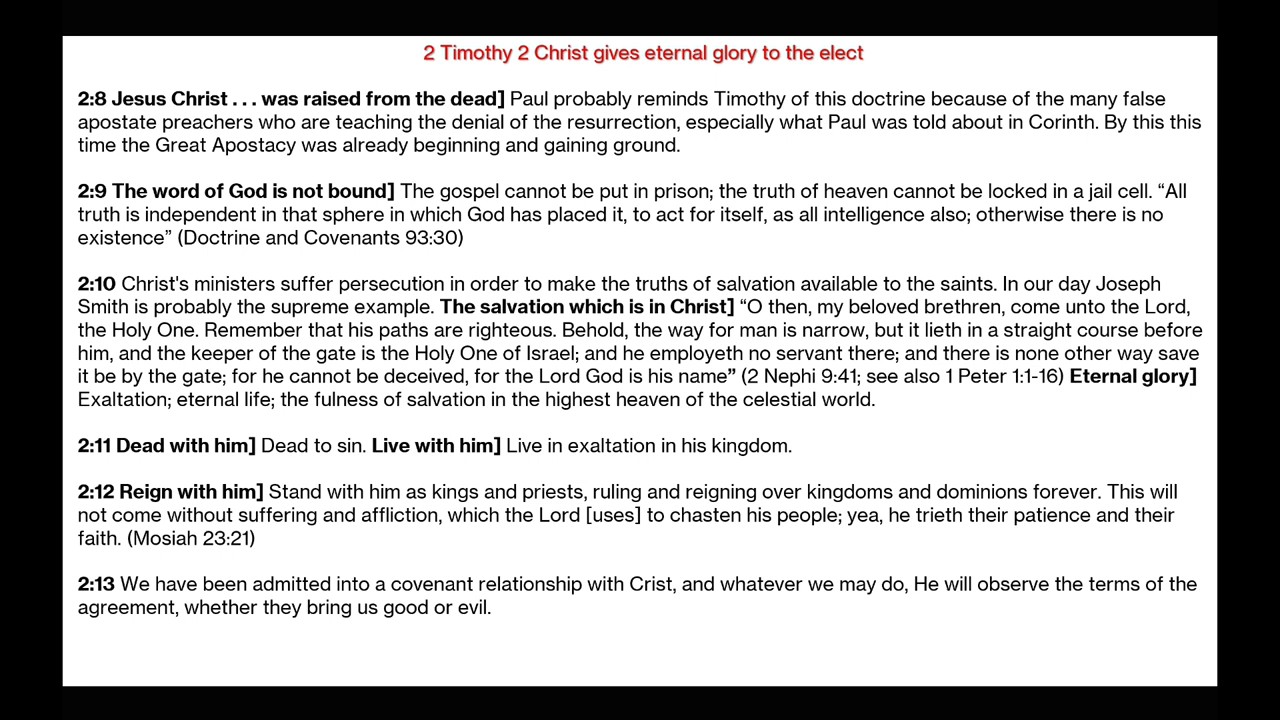 2 Timothy 2 Christ gives eternal glory to the elect
2:8 Jesus Christ . . . was raised from the dead] Paul probably reminds Timothy of this doctrine because of the many false
apostate preachers who are teaching the denial of the resurrection, especially what Paul was told about in Corinth. By this this
time the Great Apostacy was already beginning and gaining ground.
2:9 The word of God is not bound] The gospel cannot be put in prison; the truth of heaven cannot be locked in a jail cell. “All
truth is independent in that sphere in which God has placed it, to act for itself, as all intelligence also; otherwise there is no
existence” (Doctrine and Covenants 93:30)
2:10 Christ's ministers suffer persecution in order to make the truths of salvation available to the saints. In our day Joseph
Smith is probably the supreme example. The salvation which is in Christ] “O then, my beloved brethren, come unto the Lord,
the Holy One. Remember that his paths are righteous. Behold, the way for man is narrow, but it lieth in a straight course before
him, and the keeper of the gate is the Holy One of Israel; and he employeth no servant there; and there is none other way save
it be by the gate; for he cannot be deceived, for the Lord God is his name” (2 Nephi 9:41; see also 1 Peter 1:1-16) Eternal glory]
Exaltation; eternal life; the fulness of salvation in the highest heaven of the celestial world.
2:11 Dead with him] Dead to sin. Live with him] Live in exaltation in his kingdom.
2:12 Reign with him] Stand with him as kings and priests, ruling and reigning over kingdoms and dominions forever. This will
not come without suffering and affliction, which the Lord [uses] to chasten his people; yea, he trieth their patience and their
faith. (Mosiah 23:21)
2:13 We have been admitted into a covenant relationship with Crist, and whatever we may do, He will observe the terms of the
agreement, whether they bring us good or evil.